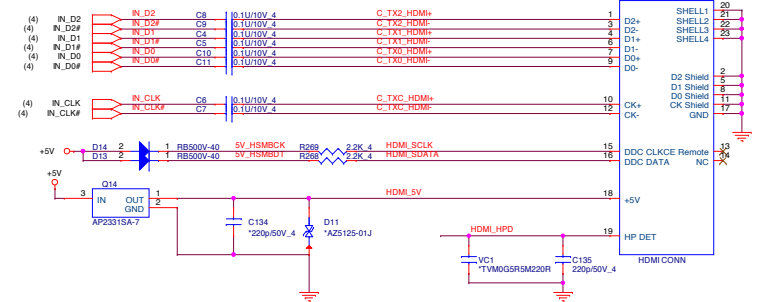 SHELL1 20
(4) IN_D2 IN_D2 C8 0.1U/10V_4 C_TX2_HDMI+ 1 D2+ SHELL2 21
(4) IN_D2# IN_D2# C9 0.1U/10V_4 C_TX2_HDMI- 3 D2- SHELL3 22
(4) IN_D1 IN_D1 C4 0.1U/10V_4 C_TX1_HDMI+ 4 D1+ SHELL4 23
(4) IN_D1# IN_D1# C5 0.1U/10V_4 C_TX1_HDMI- 6 D1-
(4) IN_D0 IN_D0 C10 0.1U/10V_4 C_TX0_HDMI+ 7 D0+
(4) IN_D0# IN_D0# C11 0.1U/10V_4 C_TX0_HDMI- 9 D0-
D2 Shield 2
D1 Shield 5
D0 Shield 8
(4) IN_CLK IN_CLK C6 0.1U/10V_4 C_TXC_HDMI+ 10 CK+ CK Shield 11
(4) IN_CLK# IN_CLK# C7 0.1U/10V_4 C_TXC_HDMI- 12 CK- GND 17
+5V D14 2 1 RB500V-40 5V_HSMBCK R269 2.2K_4 HDMI_SCLK 15 DDC CLK CE Remote 13
D13 2 1 RB500V-40 5V_HSMBDT R268 2.2K_4 HDMI_SDATA 16 DDC DATA NC 14
+5V
Q14
3 IN OUT 1 HDMI_5V 18 +5V
GND 2
AP2331SA-7
C134 D11
*220p/50V_4 *AZ5125-01J
HDMI_HPD 19 HP DET
HDMI CONN
VC1 C135
*TVM0G5R5M220R 220p/50V_4